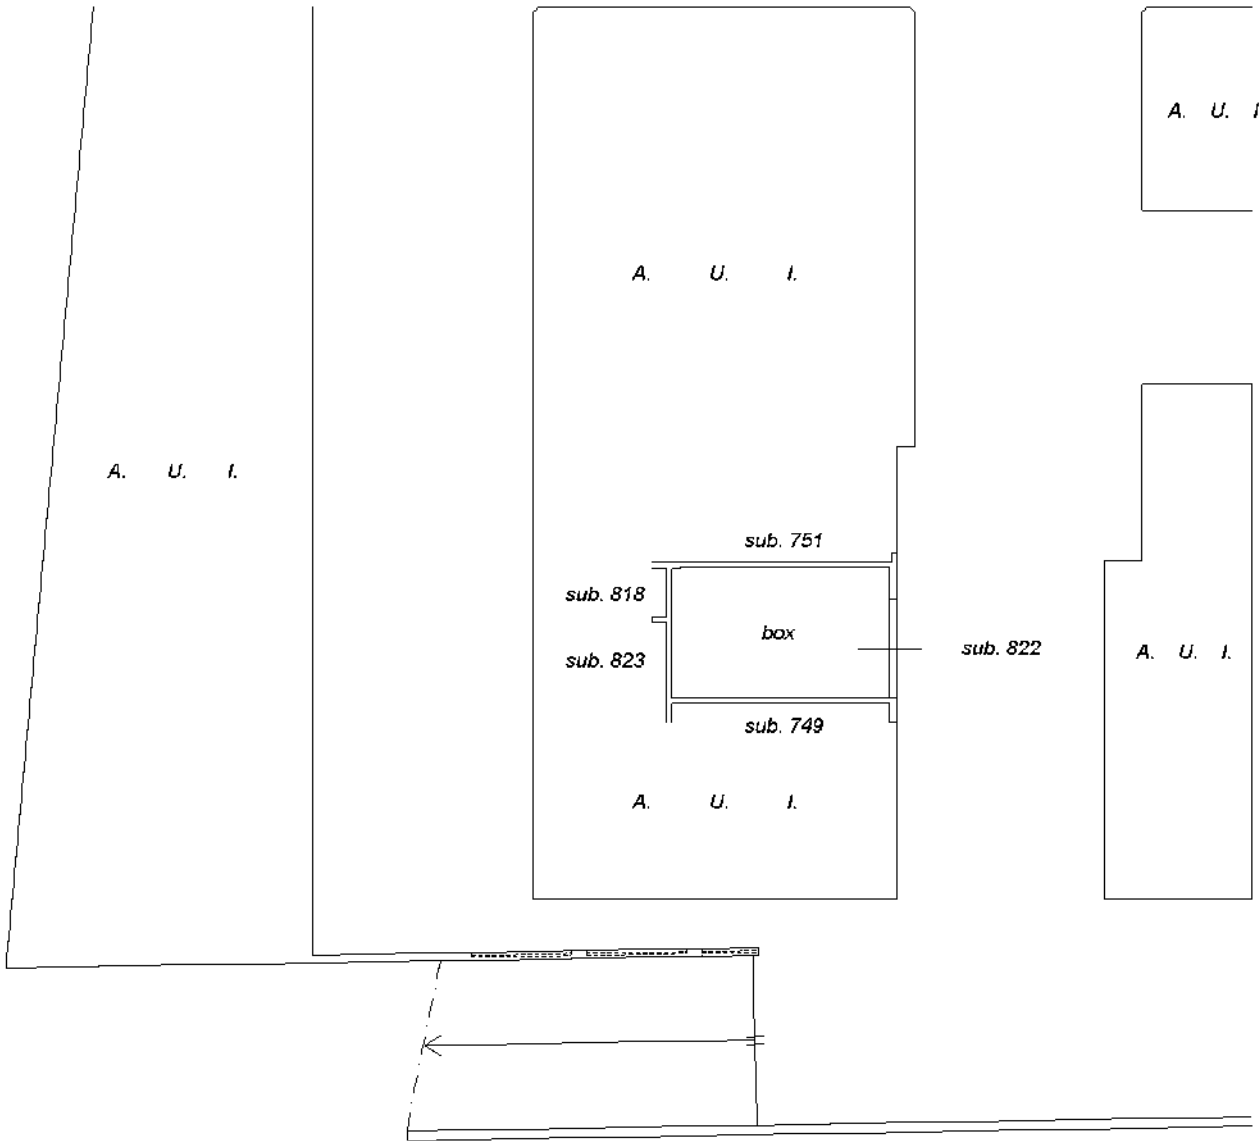 A. U. I
A. U. I.
A. U. I.
sub. 751
sub. 818
box
sub. 822
sub. 823
A. U. I.
sub. 749
A. U. I.